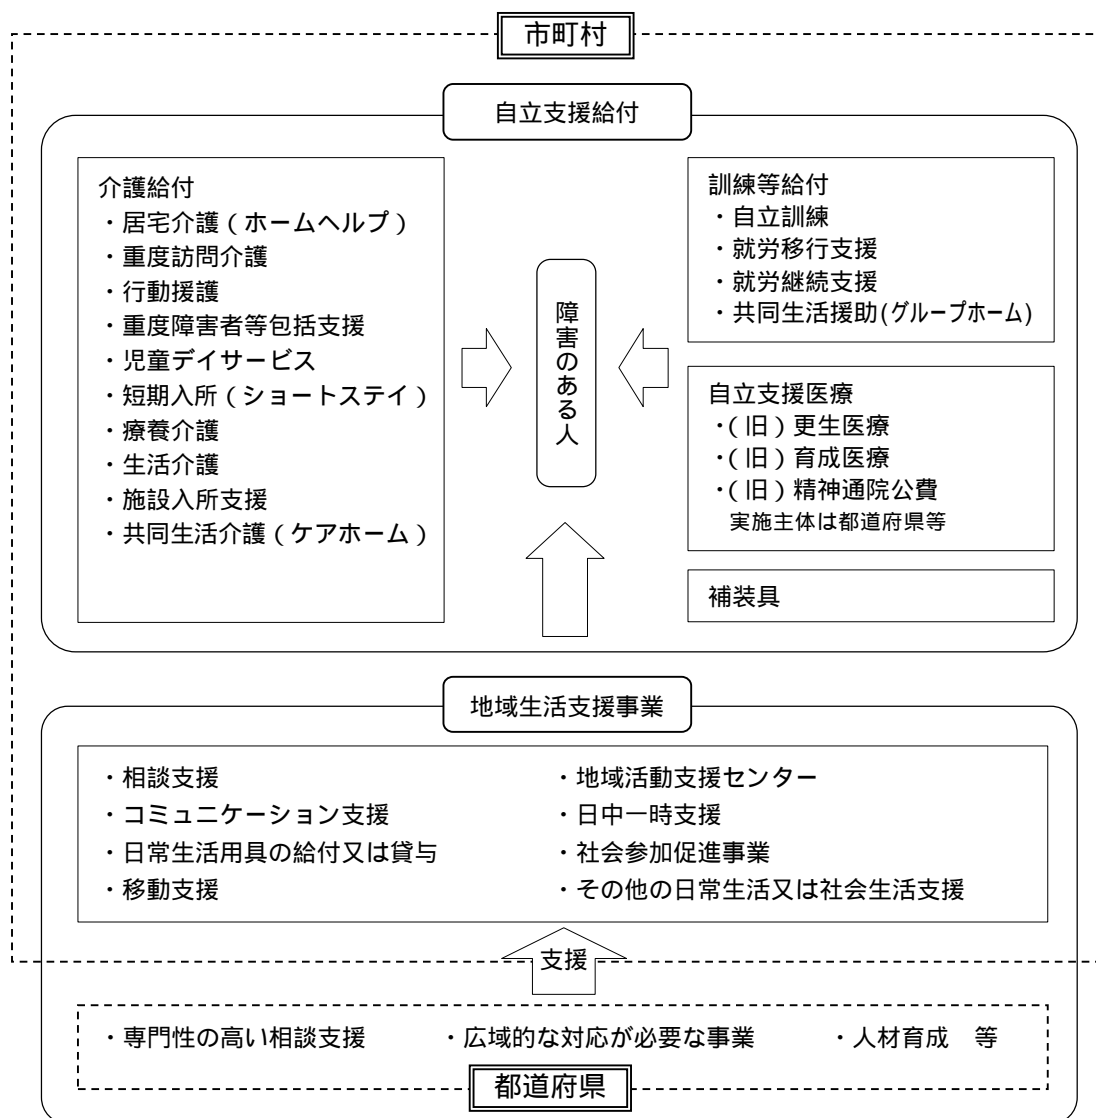 市町村
自立支援給付
介護給付
・居宅介護（ホームヘルプ）
・重度訪問介護
・行動援護
・重度障害者等包括支援
・児童デイサービス
・短期入所（ショートステイ）
・療養介護
・生活介護
・施設入所支援
・共同生活介護（ケアホーム）
障害のある人
訓練等給付
・自立訓練
・就労移行支援
・就労継続支援
・共同生活援助(グループホーム)
自立支援医療
・(旧）更生医療
・(旧）育成医療
・(旧）精神通院公費
実施主体は都道府県等
補装具
地域生活支援事業
・相談支援
・コミュニケーション支援
・日常生活用具の給付又は貸与
・移動支援
・地域活動支援センター
・日中一時支援
・社会参加促進事業
・その他の日常生活又は社会生活支援
支援
・専門性の高い相談支援　・広域的な対応が必要な事業　・人材育成　等
都道府県